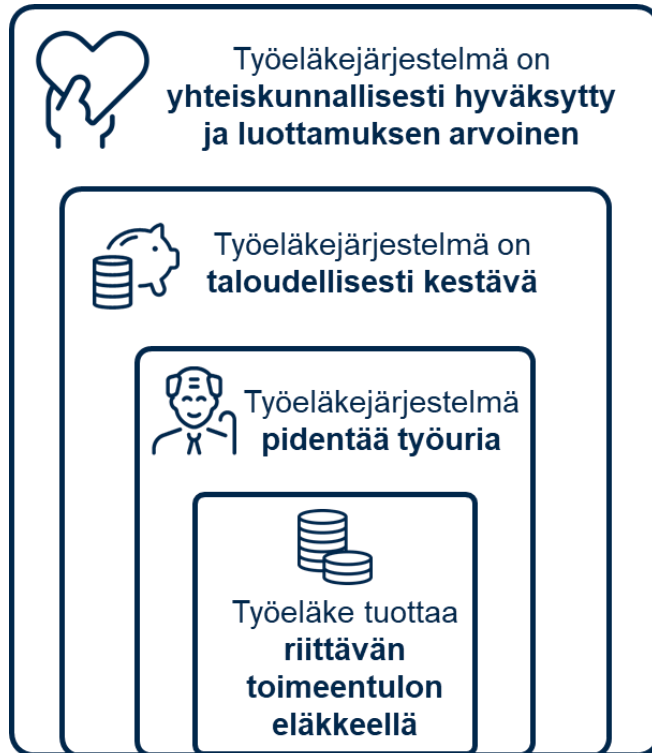 Työeläkejärjestelmä on
yhteiskunnallisesti hyväksytty
ja luottamuksen arvoinen
Työeläkejärjestelmä on
taloudellisesti kestävä
Työeläkejärjestelmä
pidentää työuria
Työeläke tuottaa
riittävän
toimeentulon
eläkkeellä